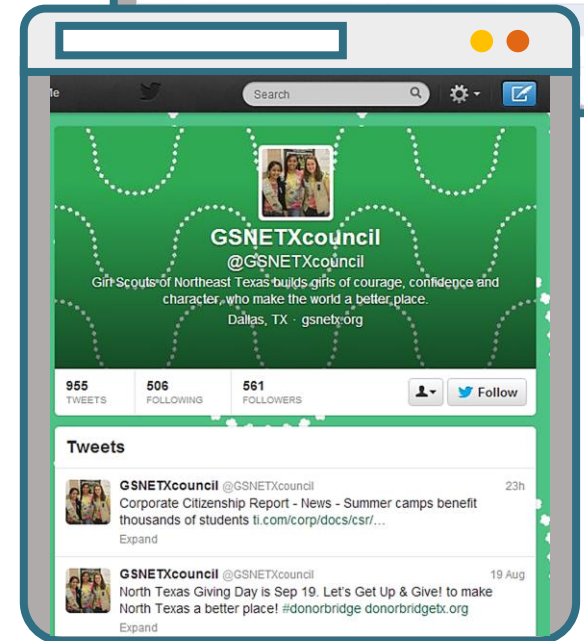 Me
Search
GSNETXcouncil
@GSNETXcouncil
Girl Scouts of Northeast Texas builds girls of courage, confidence and
character, who make the world a better place.
Dallas, TX · gsnetx.org
955 506 561
TWEETS FOLLOWING FOLLOWERS
Follow
Tweets
GSNETXcouncil @GSNETXcouncil 23h
Corporate Citizenship Report - News - Summer camps benefit
thousands of students ti.com/corp/docs/csr/…
Expand
GSNETXcouncil @GSNETXcouncil 19 Aug
North Texas Giving Day is Sep 19. Let's Get Up & Give! to make
North Texas a better place! #donorbridge donorbridgetx.org
Expand